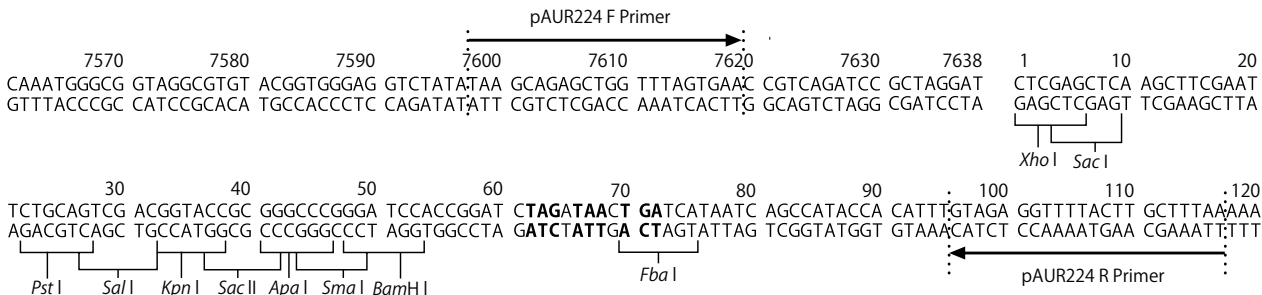 pAUR224 F Primer
7570 7580 7590 7600 7610 7620 7630 7638 1 10 20
CAAATGGGCG GTAGGCGTGT ACGGTGGGAG GTCTATATAA GCAGAGCTGG TTTAGTGAAC CGTCAGATCC GCTAGGAT CTCGAGCTCA AGCTTCGAAT
GTTTACCCGC CATCCGCACA TGCCACCCTC CAGATATATT CGTCTCGACC AAATCACTTG GCAGTCTAGG CGATCCTA GAGCTCGAGT TCGAAGCTTA
Xho I Sac I
30 40 50 60 70 80 90 100 110 120
TCTGCAGTCG ACGGTACCGC GGGCCCGGGA TCCACCGGAT CTAGATAACT GATCATAATC AGCCATACCA CATTTGTAGA GGTTTTACTT GCTTTAAAAA
AGACGTCAGC TGCCATGGCG CCCGGGCCCT AGGTGGCCTA GATCTATTGA CTAGTATTAG TCGGTATGGT GTAAACATCT CCAAAATGAA CGAAATTTTT
Pst I Sal I Kpn I Sac II Apa I Sma I BamH I Fba I pAUR224 R Primer